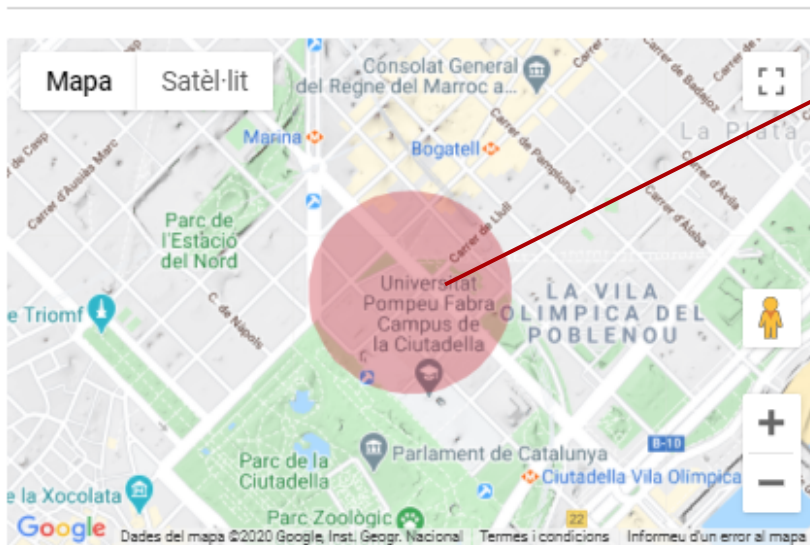 Mapa
Satèl·lit
Consolat General
del Regne del Marroc a...
Carrer de Badajoz
Carrer de
Marina
Bogatell
Carrer de Pamplona
La Plata
de Casp
Carrer d'Ausiàs Marc
Carrer d'Àvila
Carrer d'Àlaba
Carrer de Llull
Parc de
l'Estació
del Nord
Universitat
Pompeu Fabra
Campus de
la Ciutadella
LA VILA
OLIMPICA DEL
POBLENOU
C. de Nàpols
e Triomf
Parlament de Catalunya
B-10
Parc de la
Ciutadella
Ciutadella Vila Olímpica
e la Xocolata
Parc Zoològic
22
Google
Dades del mapa ©2020 Google, Inst. Geogr. Nacional
Termes i condicions
Informeu d'un error al mapa